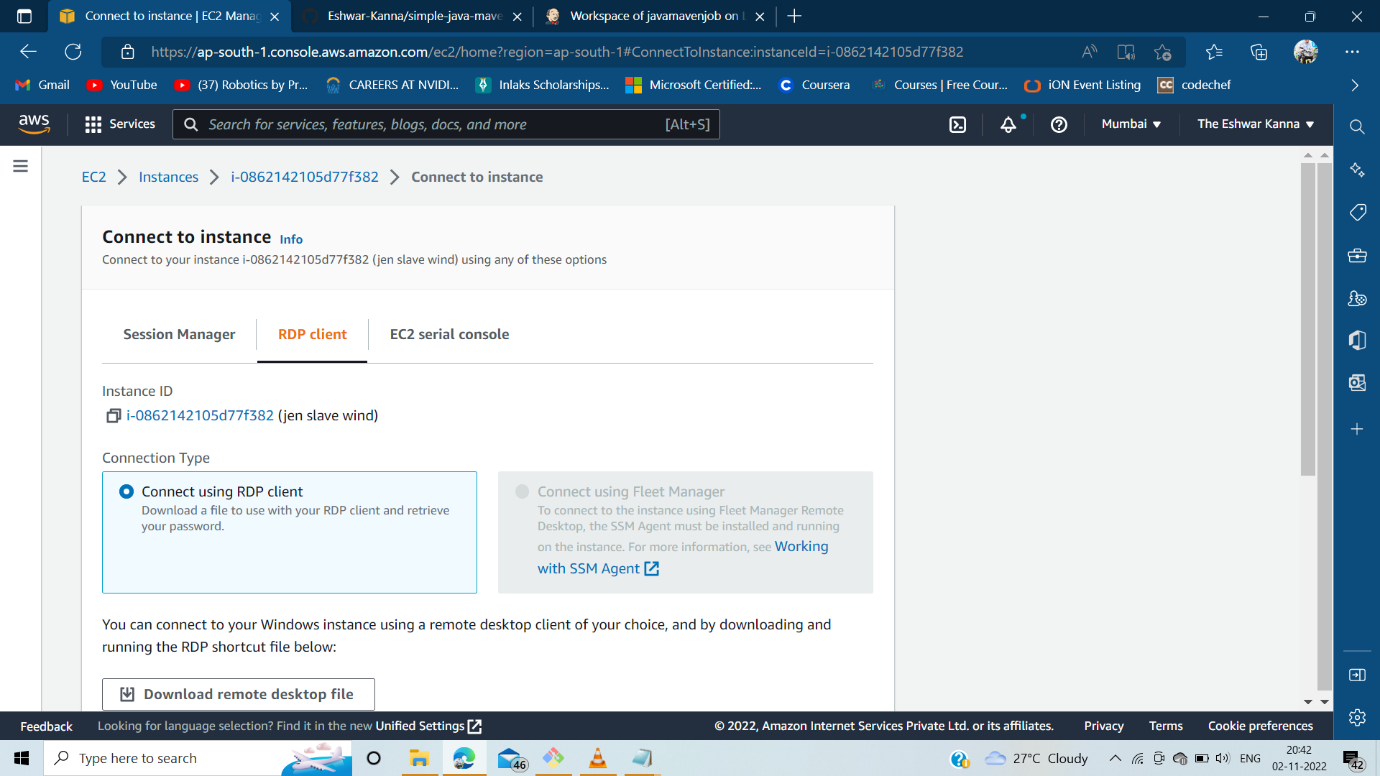 Connect to instance | EC2 Manag
Eshwar-Kanna/simple-java-mave
Workspace of javamavenjob on
https://ap-south-1.console.aws.amazon.com/ec2/home?region=ap-south-1#ConnectToInstance:instanceId=i-0862142105d77f382
Gmail
YouTube
(37) Robotics by Pr...
CAREERS AT NVIDI...
Inlaks Scholarships...
Microsoft Certified:...
Coursera
Courses | Free Cour...
iON Event Listing
CC codechef
aws
Services
Search for services, features, blogs, docs, and more [Alt+S]
Mumbai
The Eshwar Kanna
EC2 > Instances > i-0862142105d77f382 > Connect to instance
Connect to instance Info
Connect to your instance i-0862142105d77f382 (jen slave wind) using any of these options
Session Manager
RDP client
EC2 serial console
Instance ID
i-0862142105d77f382 (jen slave wind)
Connection Type
Connect using RDP client
Download a file to use with your RDP client and retrieve
your password.
Connect using Fleet Manager
To connect to the instance using Fleet Manager Remote
Desktop, the SSM Agent must be installed and running
on the instance. For more information, see Working
with SSM Agent
You can connect to your Windows instance using a remote desktop client of your choice, and by downloading and
running the RDP shortcut file below:
Download remote desktop file
Feedback
Looking for language selection? Find it in the new Unified Settings
© 2022, Amazon Internet Services Private Ltd. or its affiliates.
Privacy
Terms
Cookie preferences
Type here to search
46
27°C Cloudy
ENG
20:42
02-11-2022
42